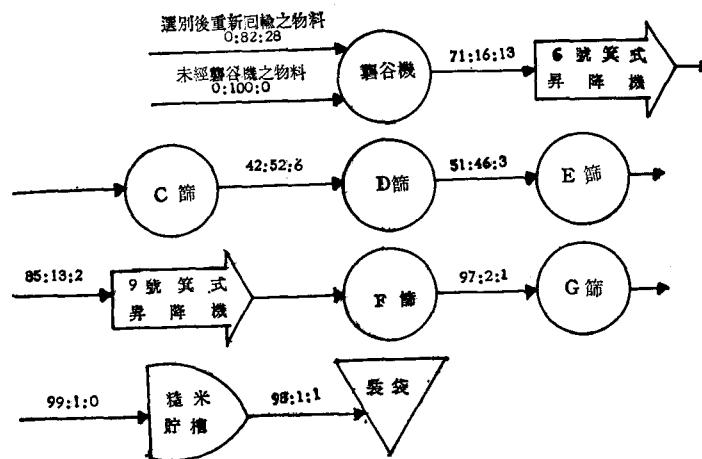 選別後重新回輸之物料
0:82:28
未經礱谷機之物料
0:100:0
礱谷機
71:16:13
6號箕式
昇降機
C篩
42:52:6
D篩
51:46:3
E篩
85:13:2
9號箕式
昇降機
F篩
97:2:1
G篩
99:1:0
糙米
貯槽
98:1:1
裝袋